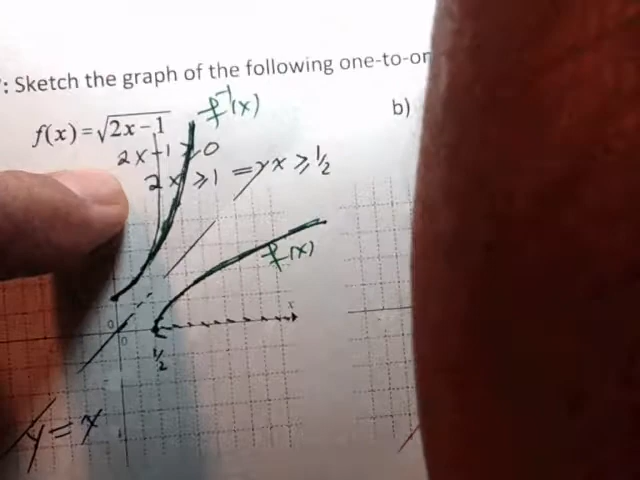 : Sketch the graph of the following one-to-or
f(x) = √2x-1
f⁻¹(x)
b)
2x-1 ≥ 0
2x ≥ 1 ⇒ x ≥ 1/2
f(x)
x
0
0
1/2
y = x